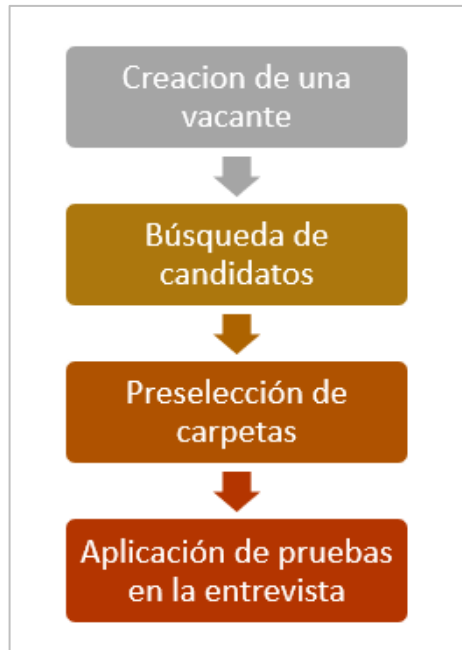 Creacion de una
vacante
Búsqueda de
candidatos
Preselección de
carpetas
Aplicación de pruebas
en la entrevista